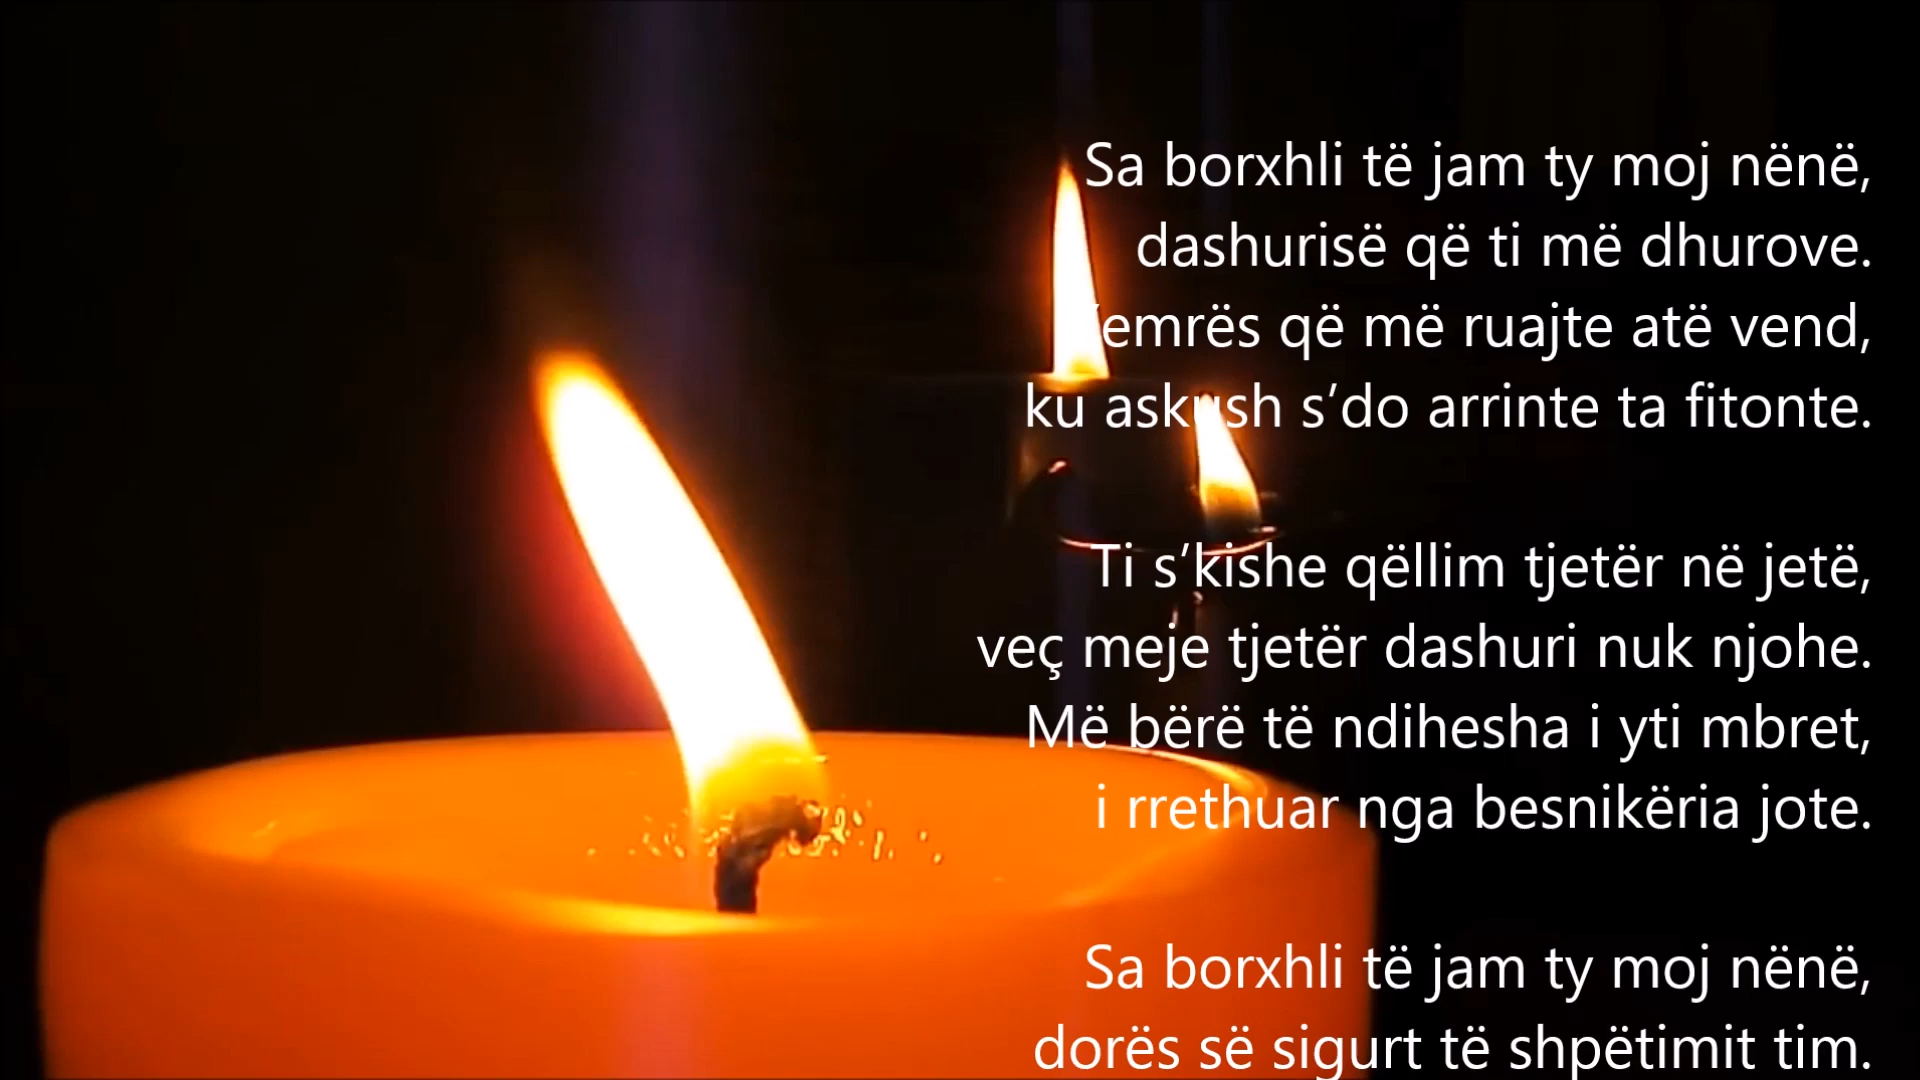 Sa borxhli të jam ty moj nënë,
dashurisë që ti më dhurove.
që më ruajte atë vend,
ku askush s’do arrinte ta fitonte.
Ti s’kishe qëllim tjetër në jetë,
veç meje tjetër dashuri nuk njohe.
Më bërë të ndihesha i yti mbret,
i rrethuar nga besnikëria jote.
Sa borxhli të jam ty moj nënë,
dorës së sigurt të shpëtimit tim.